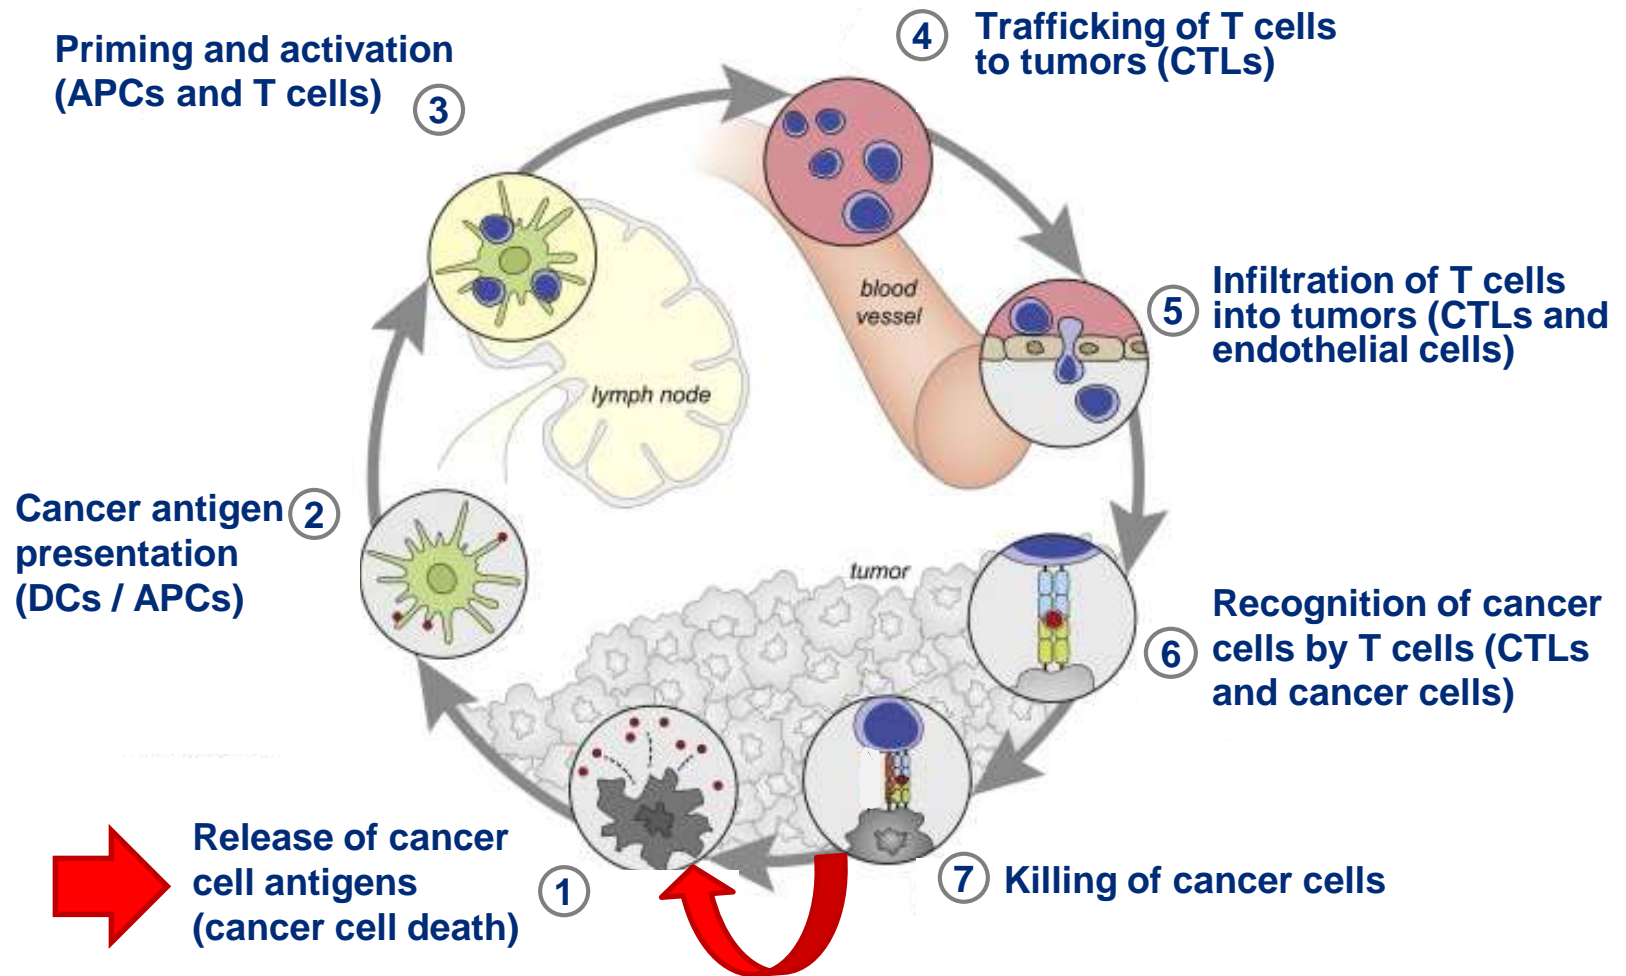 Priming and activation
(APCs and T cells)
3
4
Trafficking of T cells
to tumors (CTLs)
blood
vessel
5
Infiltration of T cells
into tumors (CTLs and
endothelial cells)
lymph node
Cancer antigen
presentation
(DCs / APCs)
2
tumor
6
Recognition of cancer
cells by T cells (CTLs
and cancer cells)
Release of cancer
cell antigens
(cancer cell death)
1
7
Killing of cancer cells